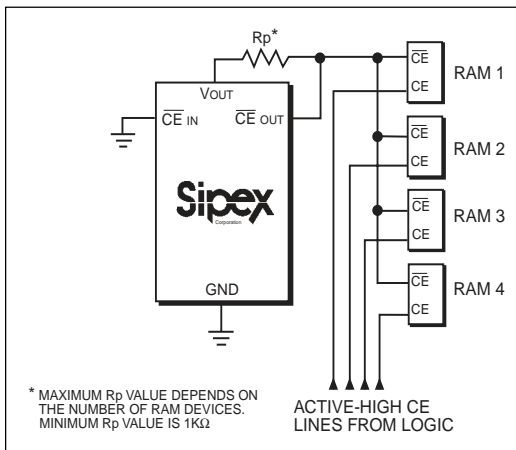 Rp*
VOUT
CE IN
CE OUT
Sipex
Corporation
GND
CE
CE
RAM 1
CE
CE
RAM 2
CE
CE
RAM 3
CE
CE
RAM 4
* MAXIMUM Rp VALUE DEPENDS ON
THE NUMBER OF RAM DEVICES.
MINIMUM Rp VALUE IS 1KΩ
ACTIVE-HIGH CE
LINES FROM LOGIC